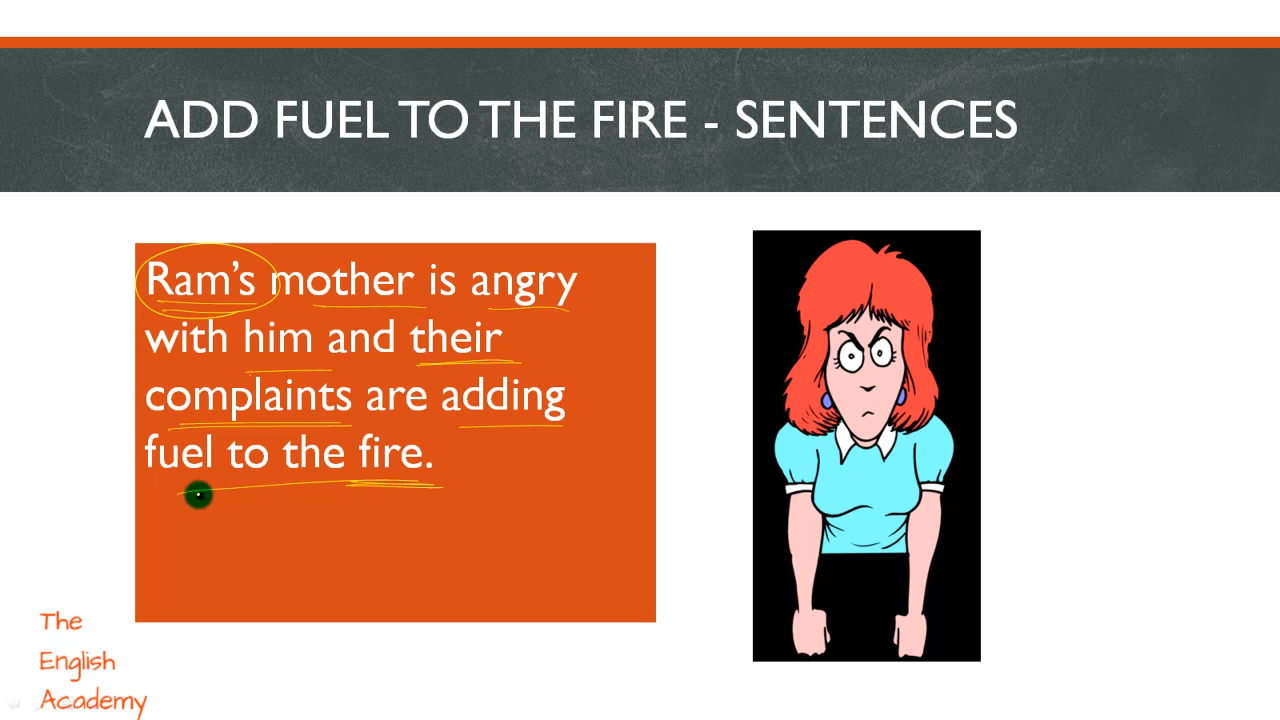 ADD FUEL TO THE FIRE - SENTENCES
Ram's mother is angry
with him and their
complaints are adding
fuel to the fire.
The
English
Academy